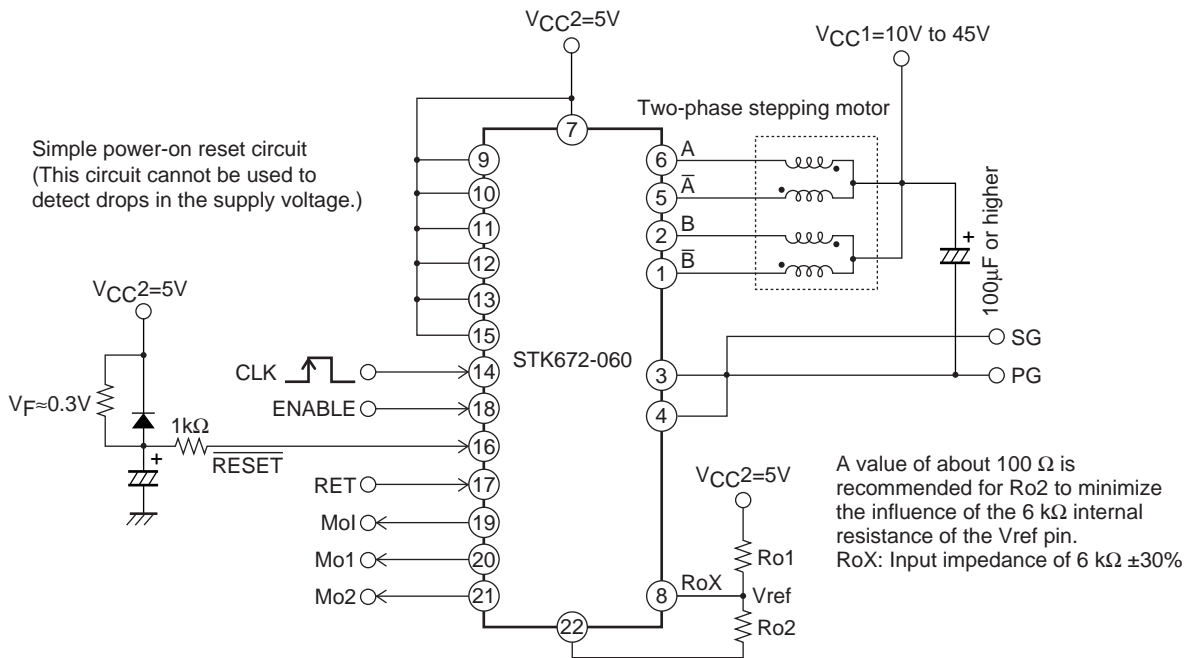 VCC2=5V
VCC1=10V to 45V
Two-phase stepping motor
Simple power-on reset circuit
(This circuit cannot be used to
detect drops in the supply voltage.)
7
9
10
11
12
13
15
6 A
5 A̅
2 B
1 B̅
100μF or higher
+
VCC2=5V
STK672-060
SG
3
PG
4
CLK
14
ENABLE
18
VF≈0.3V
1kΩ
16
+
R̅E̅S̅E̅T̅
RET
17
MoI
19
Mo1
20
Mo2
21
22
VCC2=5V
Ro1
8 RoX
Vref
Ro2
A value of about 100 Ω is
recommended for Ro2 to minimize
the influence of the 6 kΩ internal
resistance of the Vref pin.
RoX: Input impedance of 6 kΩ ±30%